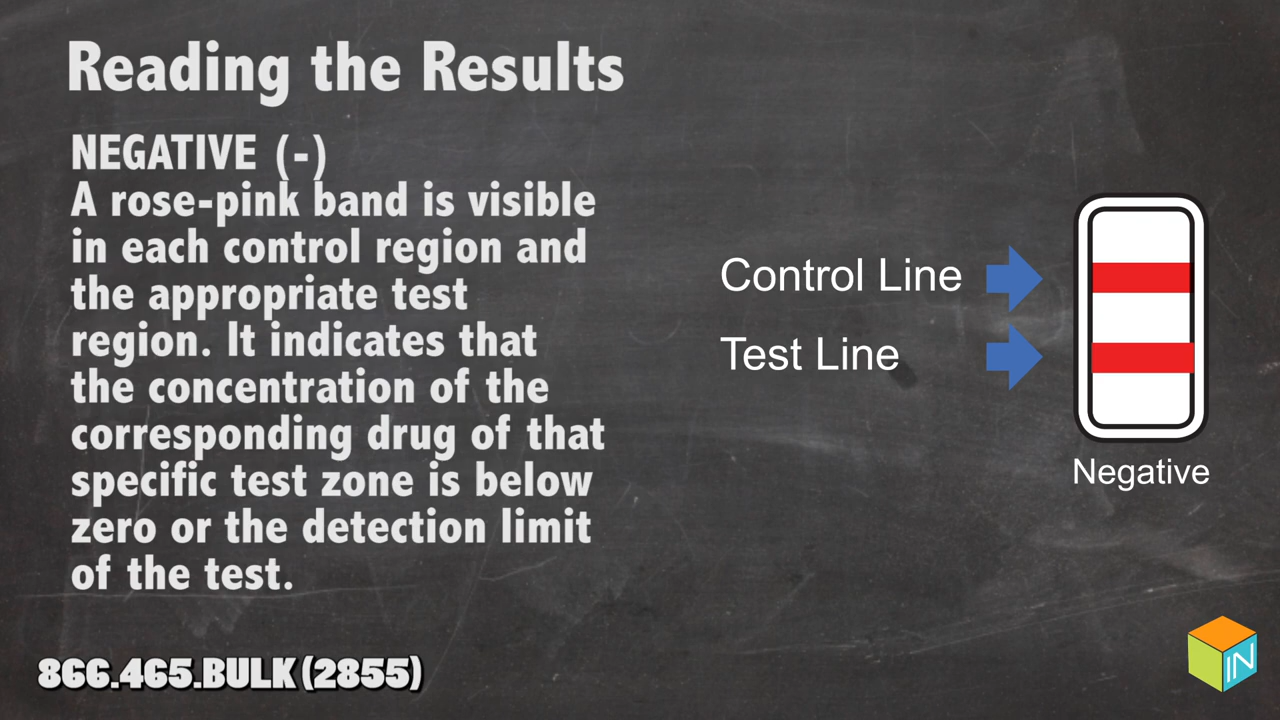 Reading the Results
NEGATIVE (-)
A rose-pink band is visible
in each control region and
the appropriate test
region. It indicates that
the concentration of the
corresponding drug of that
specific test zone is below
zero or the detection limit
of the test.
Control Line
Test Line
Negative
866.465.BULK (2855)
IN